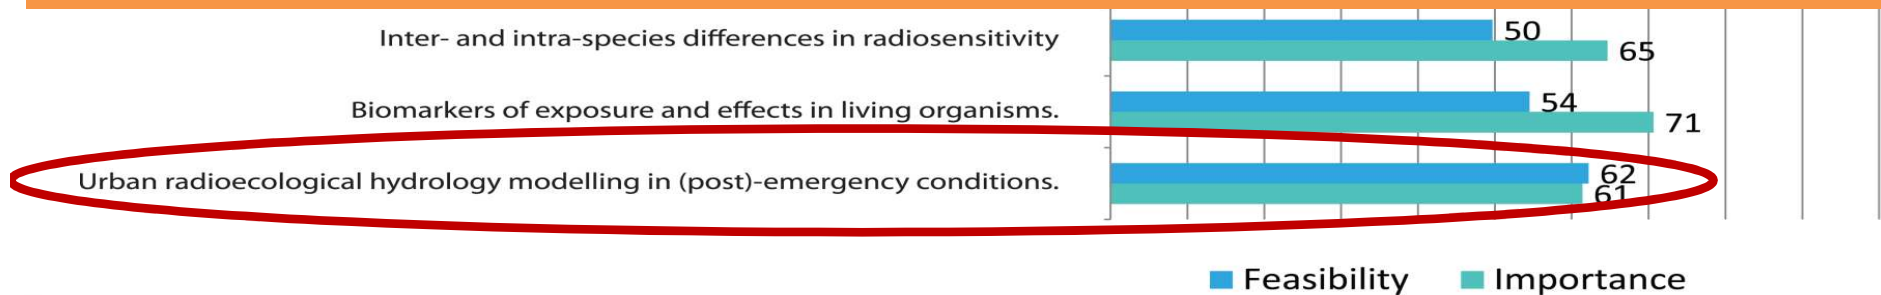 Inter- and intra-species differences in radiosensitivity
50
65
Biomarkers of exposure and effects in living organisms.
54
71
Urban radioecological hydrology modelling in (post)-emergency conditions.
62
61
Feasibility Importance